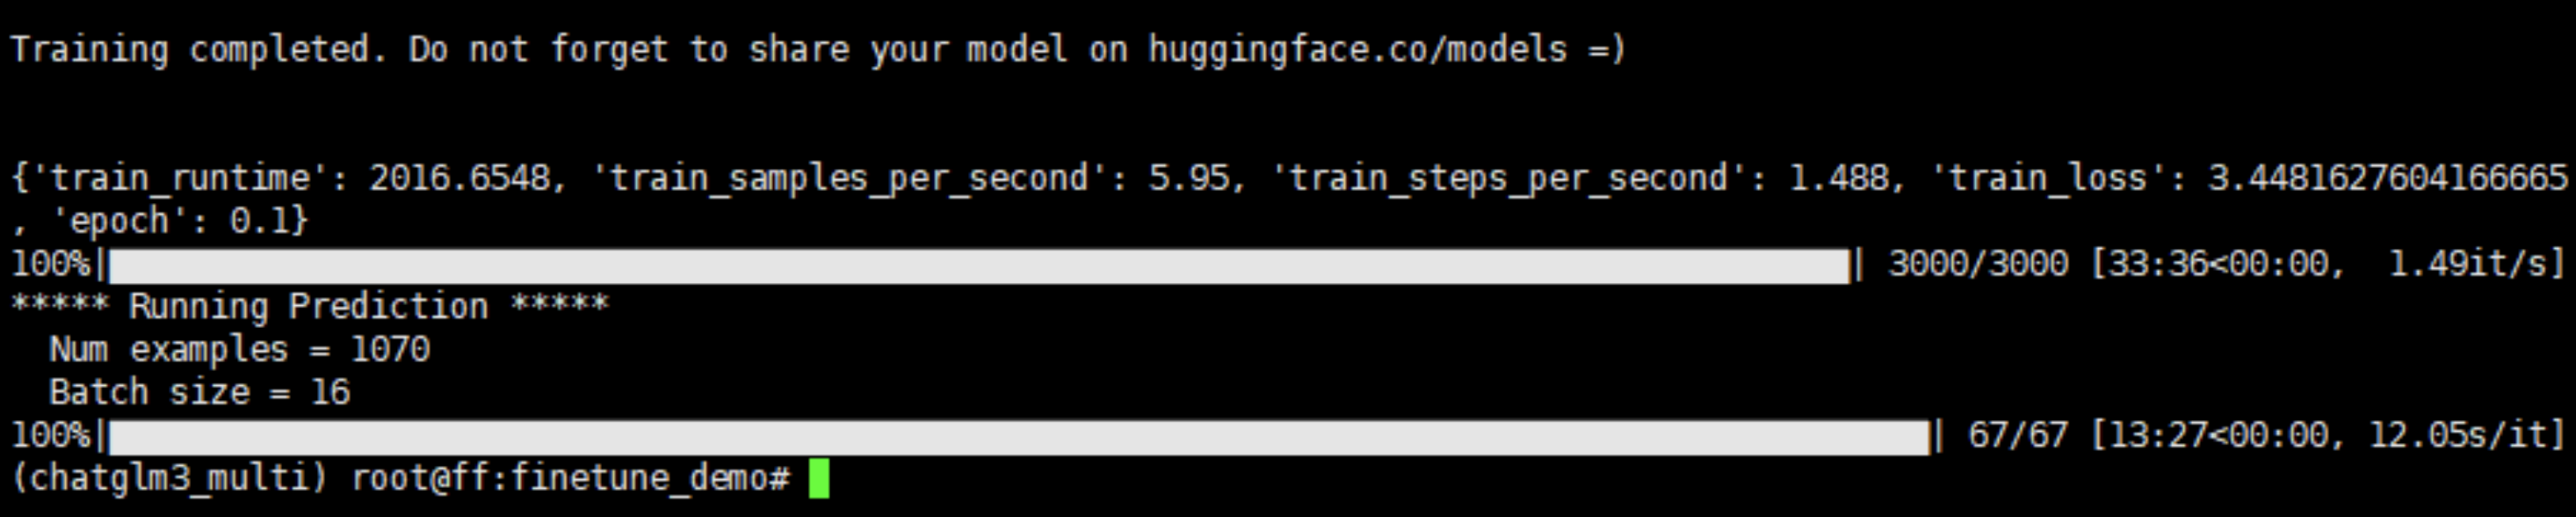 Training completed. Do not forget to share your model on huggingface.co/models =)
{'train_runtime': 2016.6548, 'train_samples_per_second': 5.95, 'train_steps_per_second': 1.488, 'train_loss': 3.4481627604166665
, 'epoch': 0.1}
100%|██████████| 3000/3000 [33:36<00:00,  1.49it/s]
***** Running Prediction *****
  Num examples = 1070
  Batch size = 16
100%|██████████| 67/67 [13:27<00:00, 12.05s/it]
(chatglm3_multi) root@ff:finetune_demo#